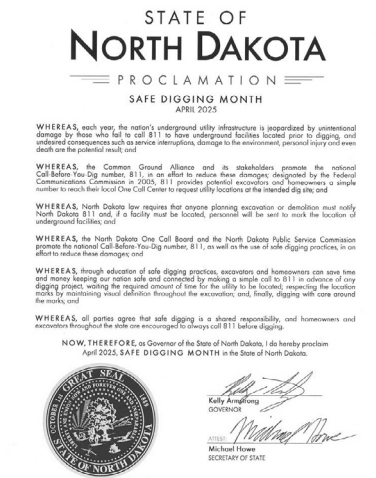 STATE OF
NORTH DAKOTA
PROCLAMATION
SAFE DIGGING MONTH
APRIL 2025
WHEREAS, each year, the nation's underground utility infrastructure is jeopardized by unintentional
damage by those who fail to call 811 to have underground facilities located prior to digging, and
undesired consequences such as service interruptions, damage to the environment, personal injury and even
death are the potential result; and
WHEREAS, the Common Ground Alliance and its stakeholders promote the national
Call-Before-You-Dig number, 811, in an effort to reduce these damages; designated by the Federal
Communications Commission in 2005, 811 provides potential excavators and homeowners a simple
number to reach their local One Call Center to request utility locations at the intended dig site; and
WHEREAS, North Dakota law requires that anyone planning excavation or demolition must notify
North Dakota 811 and, if a facility must be located, personnel will be sent to mark the location of
underground facilities; and
WHEREAS, the North Dakota One Call Board and the North Dakota Public Service Commission
promote the national Call-Before-You-Dig number, 811, as well as the use of safe digging practices, in an
effort to reduce these damages; and
WHEREAS, through education of safe digging practices, excavators and homeowners can save time
and money keeping our nation safe and connected by making a simple call to 811 in advance of any
digging project, waiting the required amount of time for the utility to be located; respecting the location
marks by maintaining visual definition throughout the excavation; and, finally, digging with care around
the marks; and
WHEREAS, all parties agree that safe digging is a shared responsibility, and homeowners and
excavators throughout the state are encouraged to always call 811 before digging.
NOW, THEREFORE, as Governor of the State of North Dakota, I do hereby proclaim
April 2025, SAFE DIGGING MONTH in the State of North Dakota.
GREAT SEAL
STATE OF NORTH DAKOTA
OCTOBER 1ST
1889
Kelly Armstrong
GOVERNOR
ATTEST:
Michael Howe
SECRETARY OF STATE